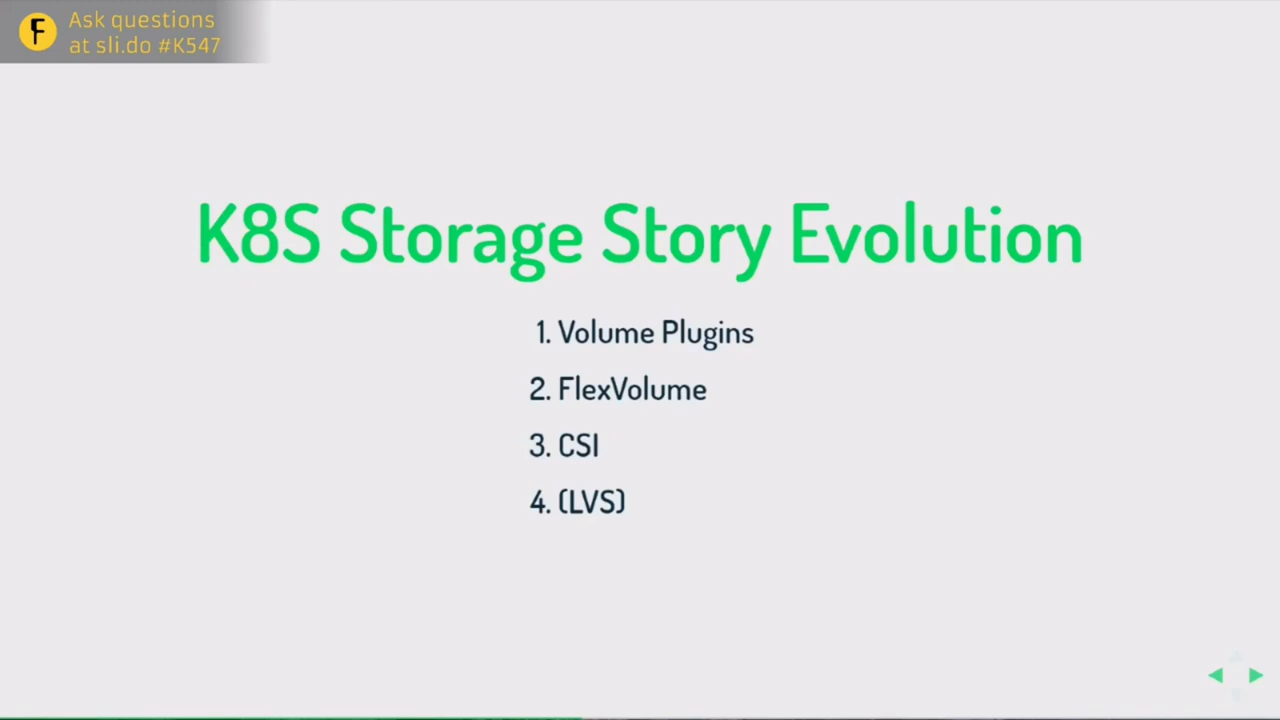 F
Ask questions
at sli.do #K547
K8S Storage Story Evolution
1. Volume Plugins
2. FlexVolume
3. CSI
4. (LVS)